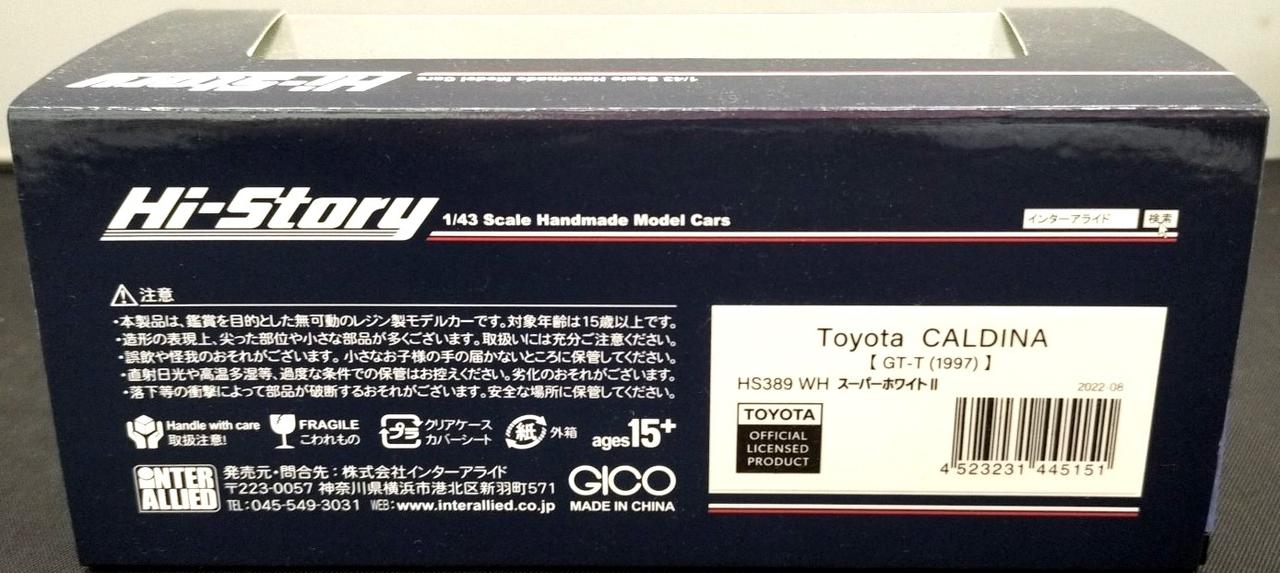 Hi-Story
1/43 Scale Handmade Model Cars
Hi-Story 1/43 Scale Handmade Model Cars
インターアライド 検索
注意
・本製品は、鑑賞を目的とした無可動のレジン製モデルカーです。対象年齢は15歳以上です。
・造形の表現上、尖った部位や小さな部品が多くございます。取扱いには充分ご注意ください。
・誤飲や怪我のおそれがございます。小さなお子様の手の届かないところに保管してください。
・直射日光や高温多湿等、過度な条件での保管はお控えください。劣化のおそれがございます。
・落下等の衝撃によって部品が破断するおそれがございます。安全な場所に保管してください。
Handle with care
取扱注意!
FRAGILE
こわれもの
プラ
クリアケース
カバーシート
紙
外箱
ages15+
INTER
ALLIED
発売元・問合先：株式会社インターアライド
〒223-0057 神奈川県横浜市港北区新羽町571
TEL:045-549-3031 WEB:www.interallied.co.jp
GICO
MADE IN CHINA
Toyota CALDINA
【 GT-T (1997) 】
HS389 WH スーパーホワイトII
2022-08
TOYOTA
OFFICIAL
LICENSED
PRODUCT
4 523231 445151